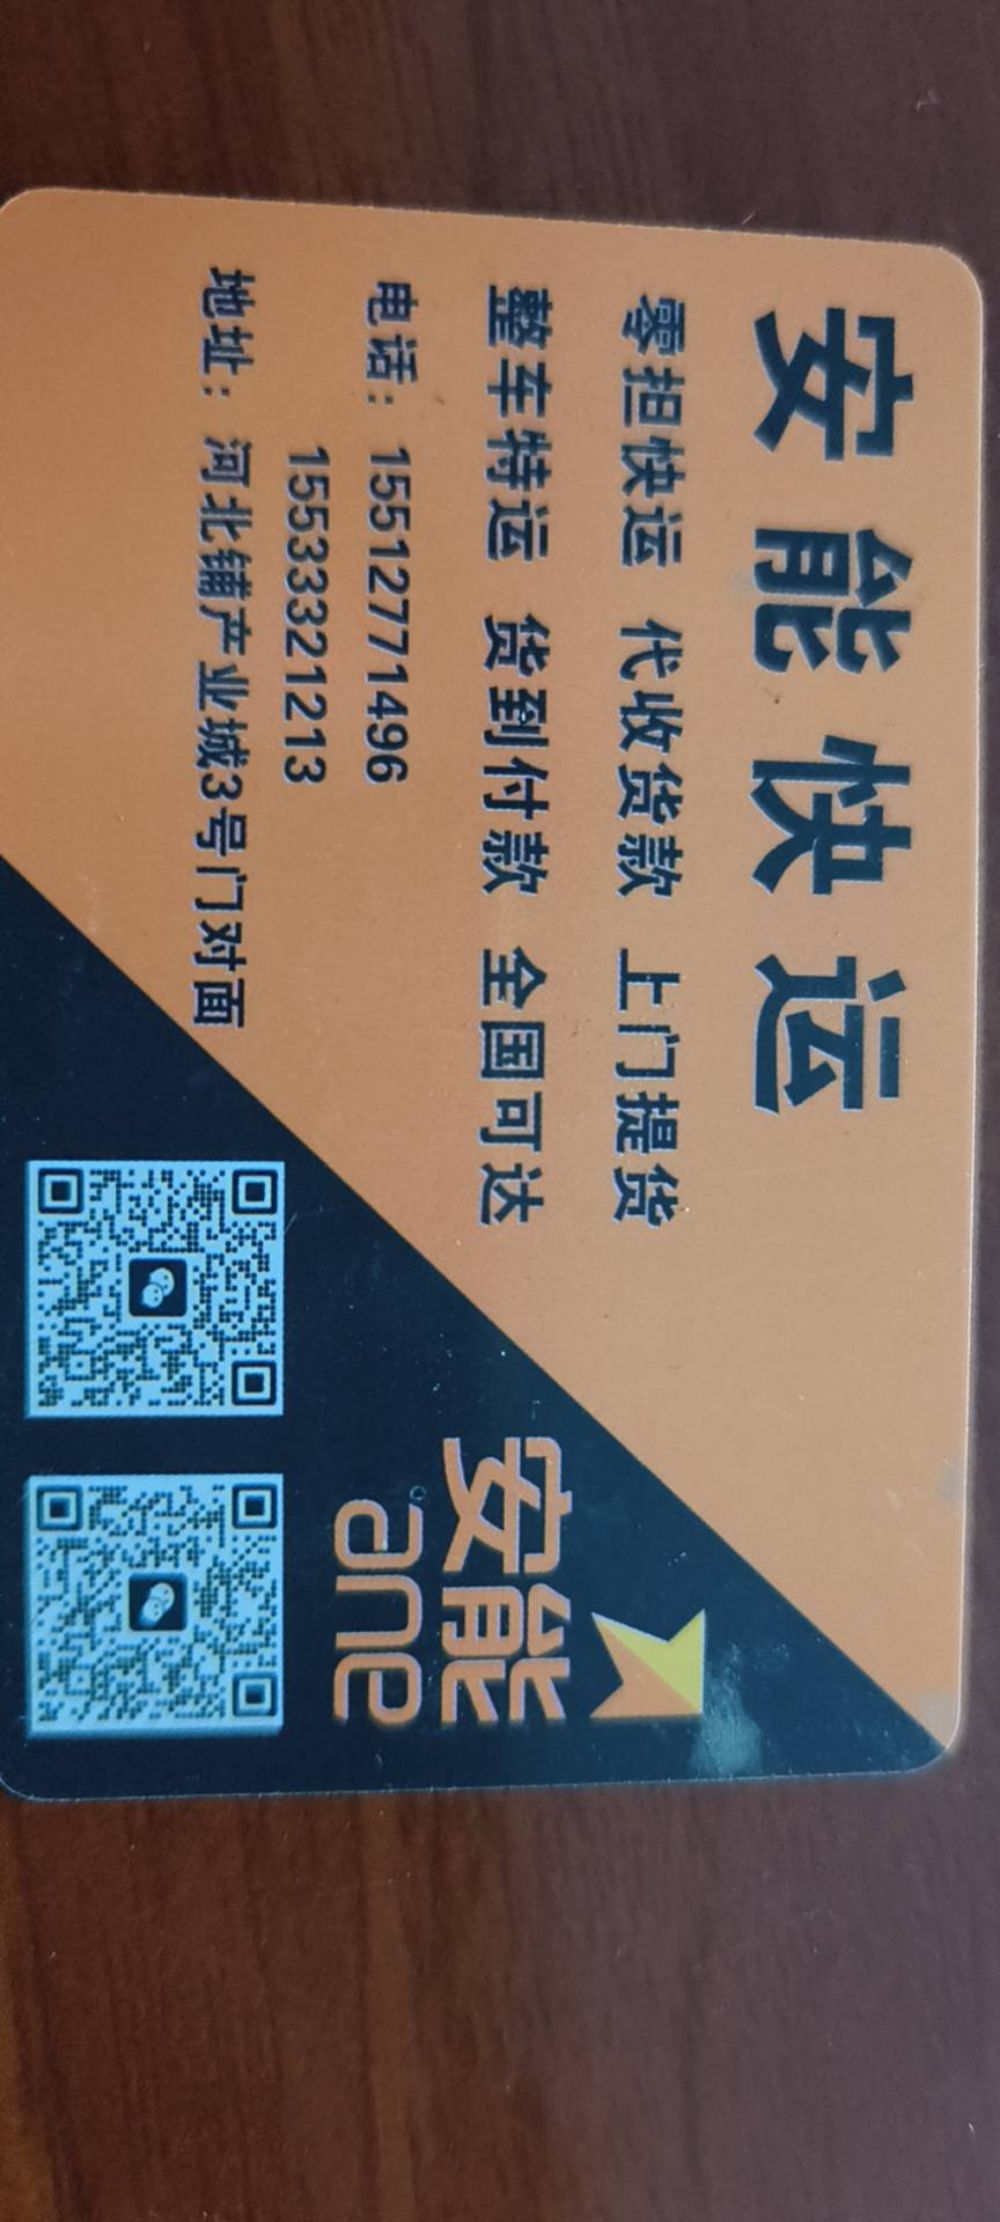 安能快运
零担快运 代收货款 上门提货
整车特运 货到付款 全国可达
电话：15512771496
15533321213
地址：河北铺产业城3号门对面
安能
ane